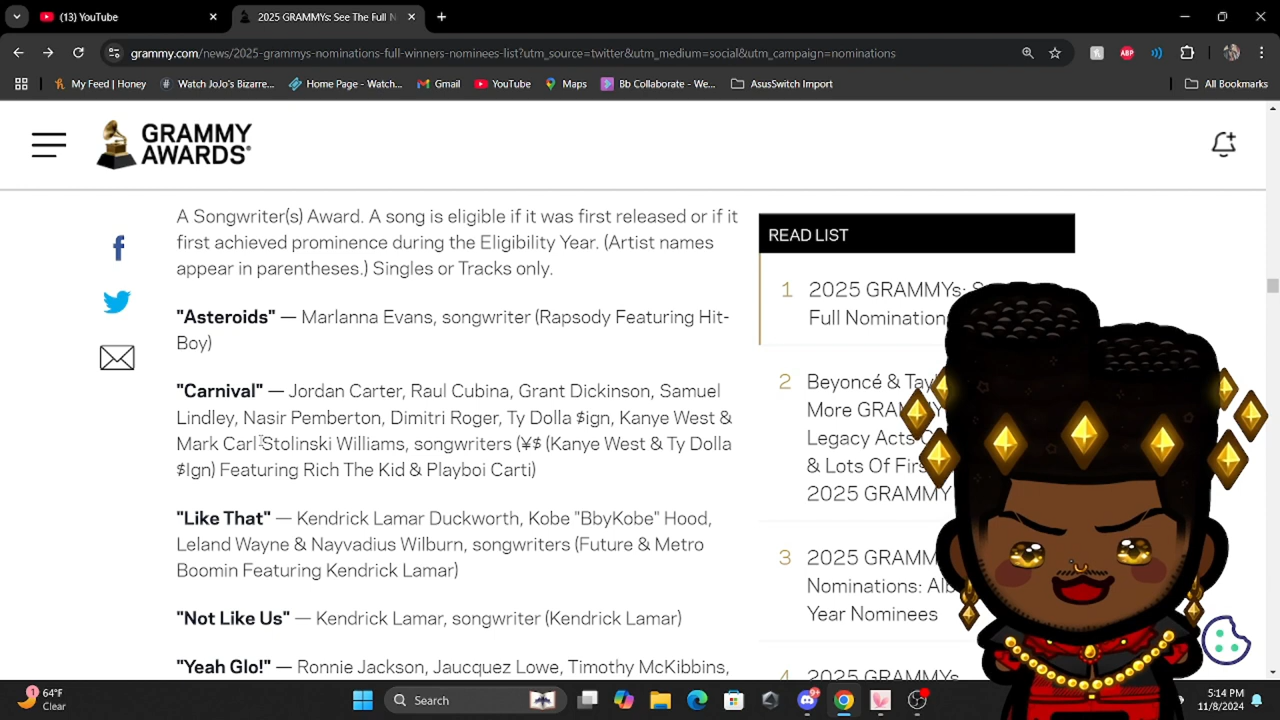 (13) YouTube
2025 GRAMMYs: See The Full N
grammy.com/news/2025-grammys-nominations-full-winners-nominees-list?utm_source=twitter&utm_medium=social&utm_campaign=nominations
ABP
My Feed | Honey
Watch JoJo's Bizarre...
Home Page - Watch...
Gmail
YouTube
Maps
Bb Collaborate - We...
AssSwitch Import
All Bookmarks
GRAMMY
AWARDS®
A Songwriter(s) Award. A song is eligible if it was first released or if it
first achieved prominence during the Eligibility Year. (Artist names
appear in parentheses.) Singles or Tracks only.
"Asteroids" — Marlanna Evans, songwriter (Rapsody Featuring Hit-
Boy)
"Carnival" — Jordan Carter, Raul Cubina, Grant Dickinson, Samuel
Lindley, Nasir Pemberton, Dimitri Roger, Ty Dolla $ign, Kanye West &
Mark Carl Stolinski Williams, songwriters (¥$ (Kanye West & Ty Dolla
$Ign) Featuring Rich The Kid & Playboi Carti)
"Like That" — Kendrick Lamar Duckworth, Kobe "BbyKobe" Hood,
Leland Wayne & Nayvadius Wilburn, songwriters (Future & Metro
Boomin Featuring Kendrick Lamar)
"Not Like Us" — Kendrick Lamar, songwriter (Kendrick Lamar)
"Yeah Glo!" — Ronnie Jackson, Jaucquez Lowe, Timothy McKibbins,
READ LIST
1 2025 GRAMMYs: S
Full Nomination
2 Beyoncé & Tay
More GRA
Legacy Acts
& Lots Of Firs
2025 GRAMMY
3 2025 GRAMM
Nominations: Alb
Year Nominees
4 2025 GRAMMYs
1
64°F
Clear
Search
5:14 PM
11/8/2024